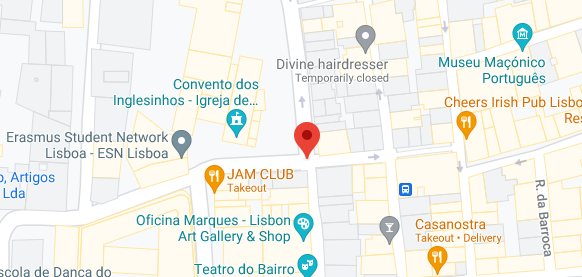 Divine hairdresser
Temporarily closed
Museu Maçónico
Português
Convento dos
Inglesinhos - Igreja de...
Cheers Irish Pub Lisbo
Res
Erasmus Student Network
Lisboa - ESN Lisboa
o, Artigos
Lda
JAM CLUB
Takeout
Oficina Marques - Lisbon
Art Gallery & Shop
Casanostra
Takeout • Delivery
R. da Barroca
Teatro do Bairro
scola de Dança do